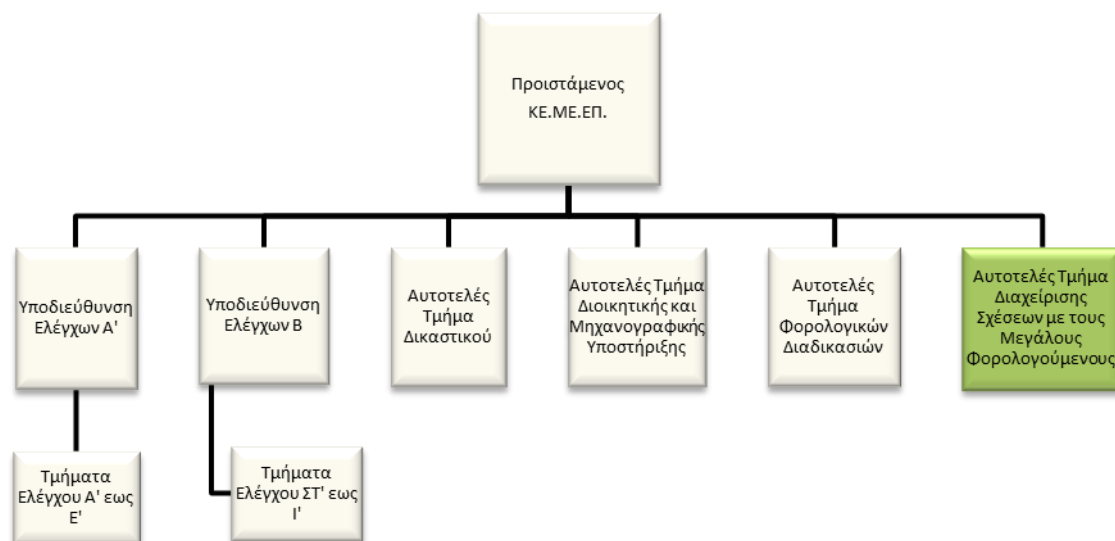 Προιστάμενος
ΚΕ.ΜΕ.ΕΠ.
Υποδιεύθυνση
Ελέγχων Α'
Υποδιεύθυνση
Ελέγχων Β
Αυτοτελές
Τμήμα
Δικαστικού
Αυτοτελές Τμήμα
Διοικητικής και
Μηχανογραφικής
Υποστήριξης
Αυτοτελές
Τμήμα
Φορολογικών
Διαδικασιών
Αυτοτελές Τμήμα
Διαχείρισης
Σχέσεων με τους
Μεγάλους
Φορολογούμενους
Τμήματα
Ελέγχου Α' εως
Ε'
Τμήματα
Ελέγχου ΣΤ' εως
Ι'